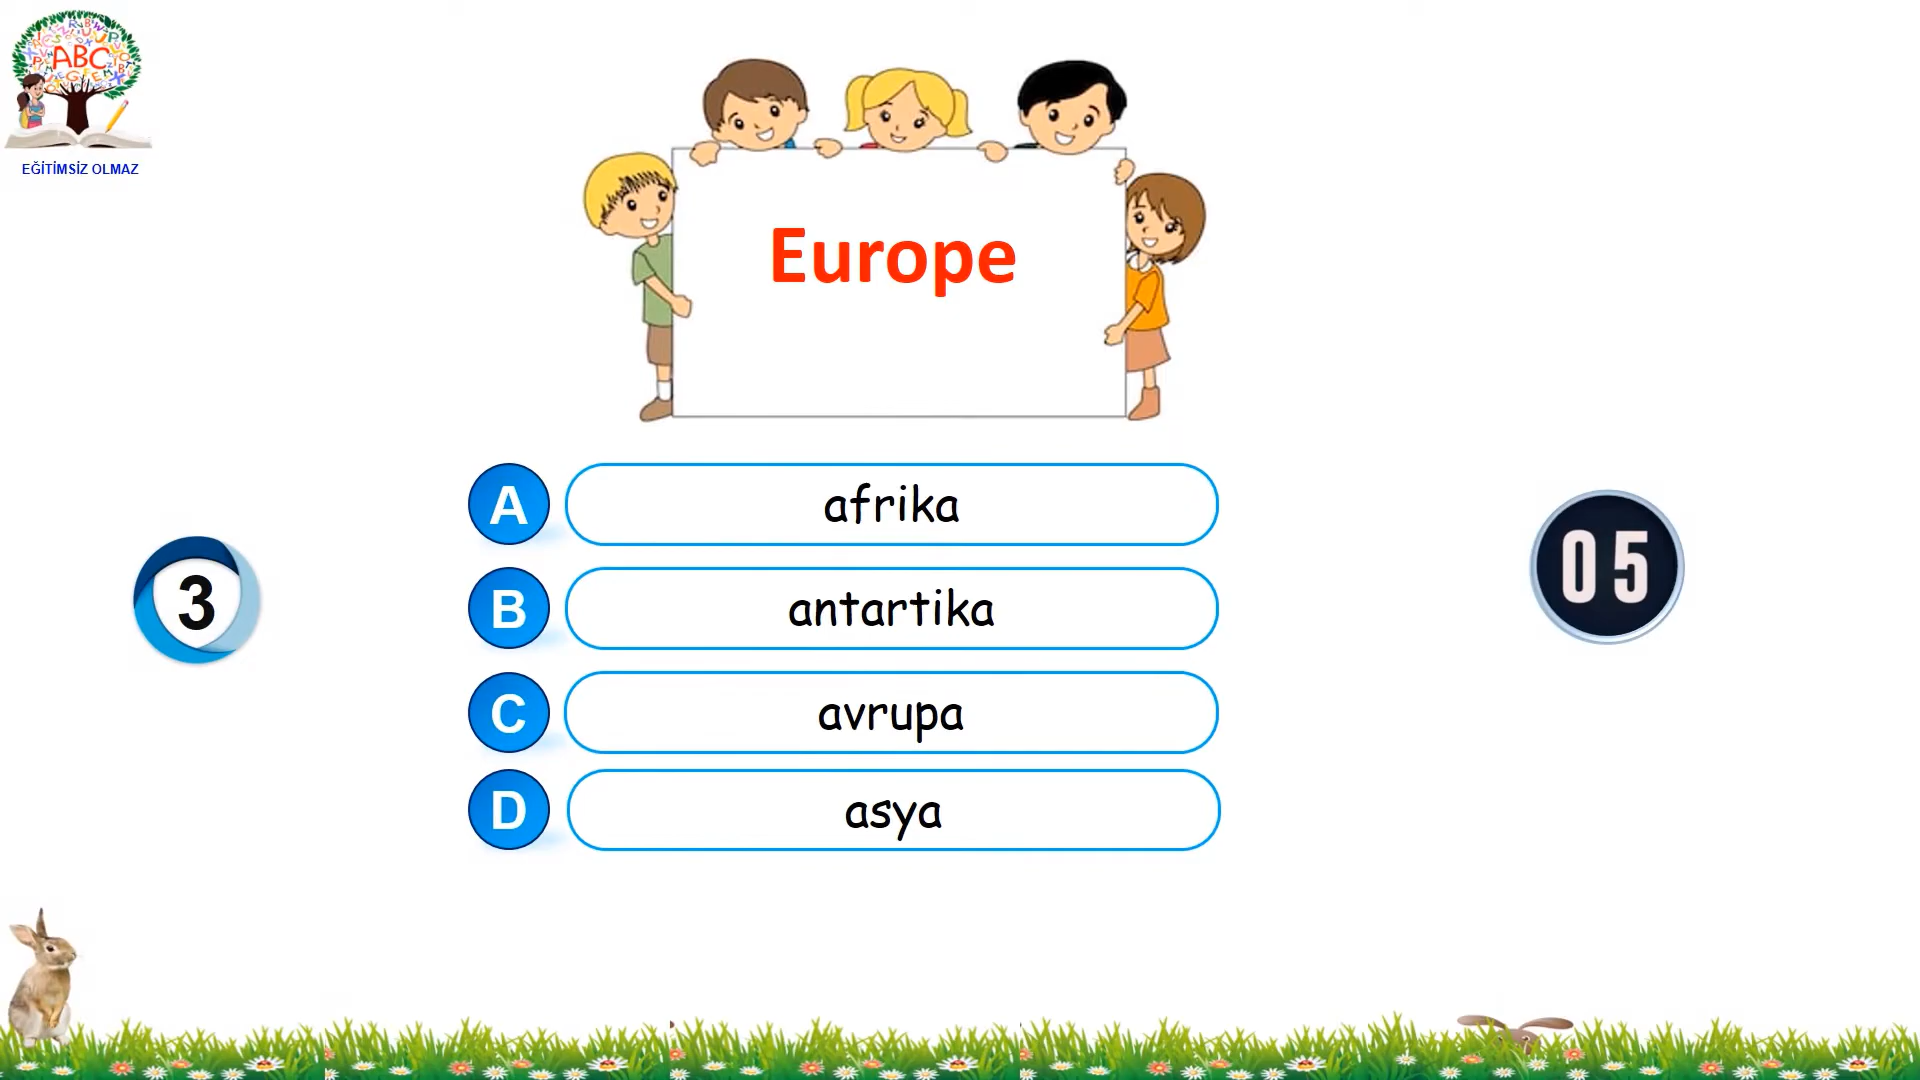 ABC
EĞİTİMSİZ OLMAZ
Europe
A afrika
B antartika
C avrupa
D asya
3
05